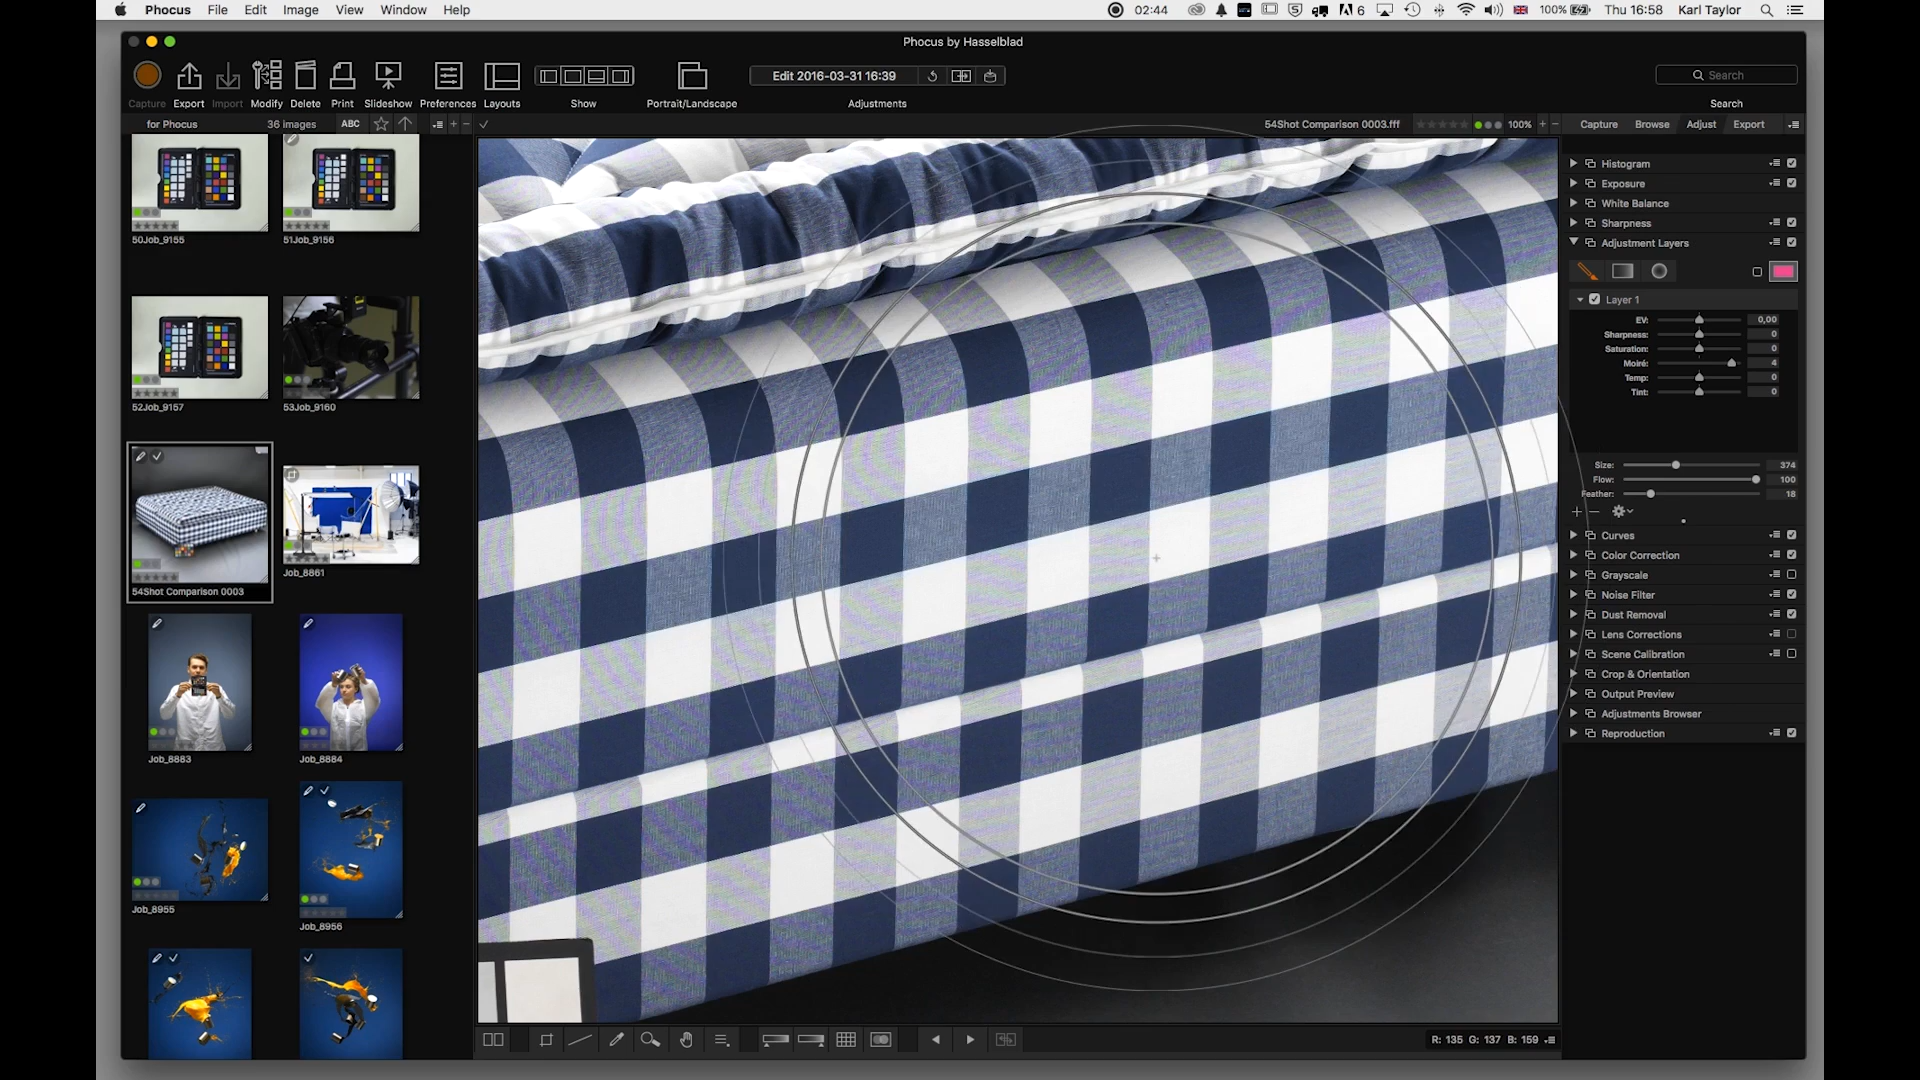 Phocus File Edit Image View Window Help
02:44 6 100% Thu 16:58 Karl Taylor
Phocus by Hasselblad
Edit 2016-03-31 16:39
Search
Capture Export Import Modify Delete Print Slideshow Preferences Layouts Show Portrait/Landscape Adjustments Search
for Phocus 36 images ABC
54Shot Comparison 0003.fff 100%
Capture Browse Adjust Export
50Job_9155
51Job_9156
52Job_9157
53Job_9160
54Shot Comparison 0003
Job_8861
Job_8883
Job_8884
Job_8955
Job_8956
Histogram
Exposure
White Balance
Sharpness
Adjustment Layers
Layer 1
EV: 0,00
Sharpness: 0
Saturation: 0
Moiré: 4
Temp: 0
Tint: 0
Size: 374
Flow: 100
Feather: 18
Curves
Color Correction
Grayscale
Noise Filter
Dust Removal
Lens Corrections
Scene Calibration
Crop & Orientation
Output Preview
Adjustments Browser
Reproduction
R: 135 G: 137 B: 159